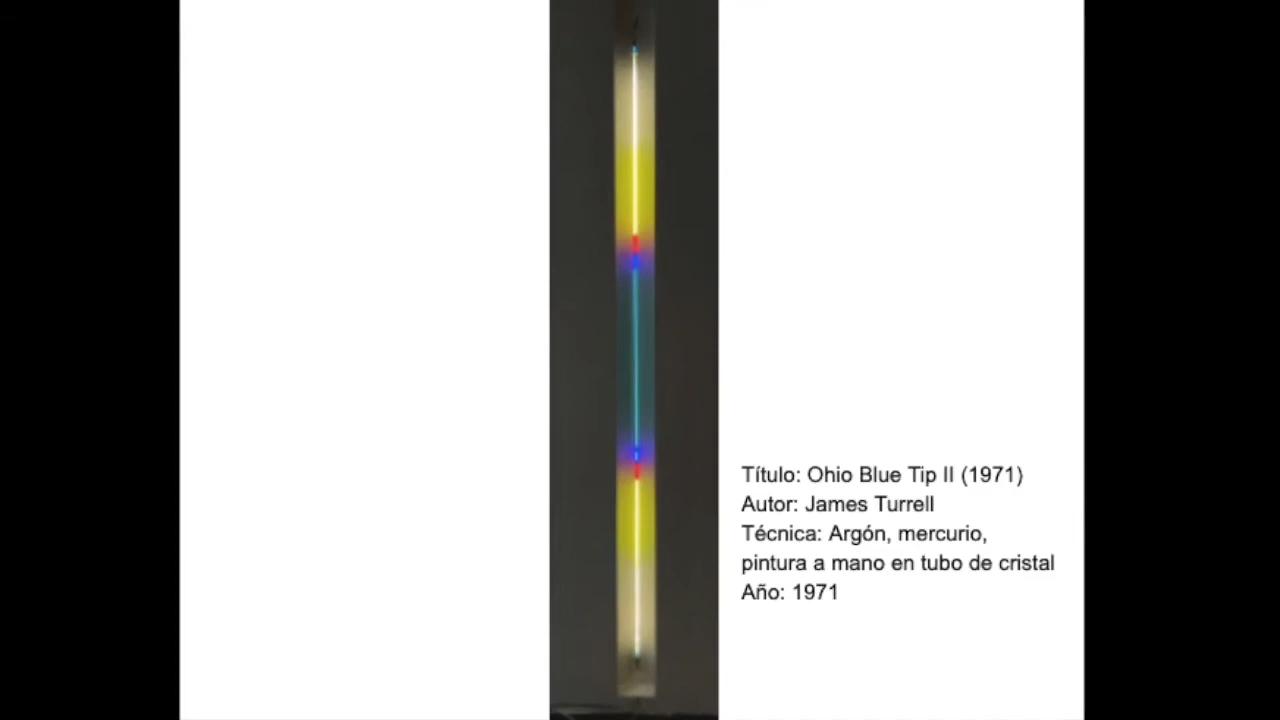 Título: Ohio Blue Tip II (1971)
Autor: James Turrell
Técnica: Argón, mercurio,
pintura a mano en tubo de cristal
Año: 1971